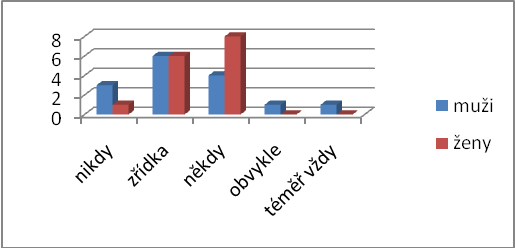 8
6
4
2
0
nikdy
zřídka
někdy
obvykle
téměř vždy
muži
ženy